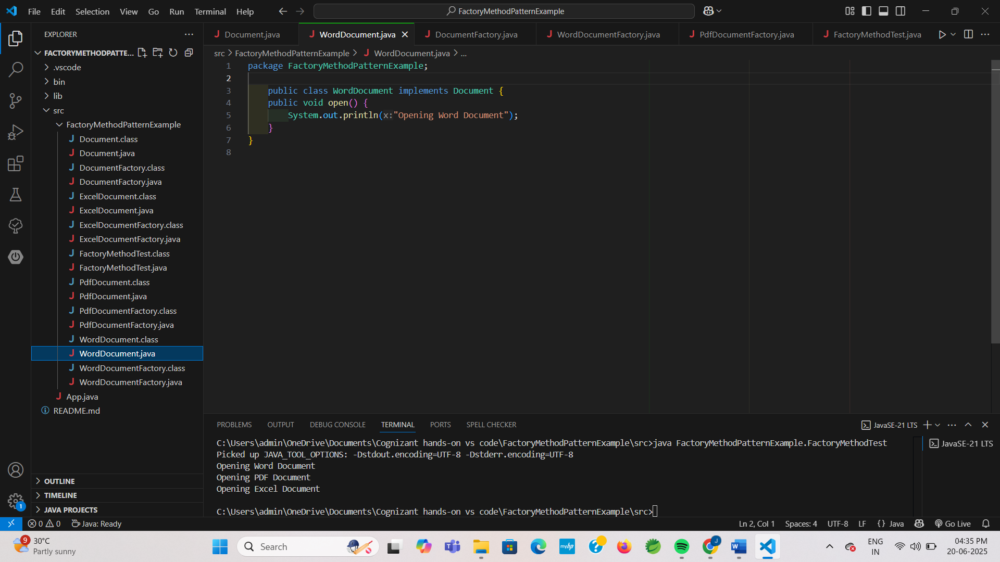 File Edit Selection View Go Run Terminal Help
FactoryMethodPatternExample
EXPLORER
FACTORYMETHODPATTE...
.vscode
bin
lib
src
FactoryMethodPatternExample
Document.class
Document.java
DocumentFactory.class
DocumentFactory.java
ExcelDocument.class
ExcelDocument.java
ExcelDocumentFactory.class
ExcelDocumentFactory.java
FactoryMethodTest.class
FactoryMethodTest.java
PdfDocument.class
PdfDocument.java
PdfDocumentFactory.class
PdfDocumentFactory.java
WordDocument.class
WordDocument.java
WordDocumentFactory.class
WordDocumentFactory.java
App.java
README.md
OUTLINE
TIMELINE
JAVA PROJECTS
1
Document.java WordDocument.java DocumentFactory.java WordDocumentFactory.java PdfDocumentFactory.java FactoryMethodTest.java
src > FactoryMethodPatternExample > WordDocument.java > ...
1 package FactoryMethodPatternExample;
2
3 public class WordDocument implements Document {
4 public void open() {
5 System.out.println(x:"Opening Word Document");
6 }
7 }
8
PROBLEMS OUTPUT DEBUG CONSOLE TERMINAL PORTS SPELL CHECKER
JavaSE-21 LTS
C:\Users\admin\OneDrive\Documents\Cognizant hands-on vs code\FactoryMethodPatternExample\src>java FactoryMethodPatternExample.FactoryMethodTest
Picked up JAVA_TOOL_OPTIONS: -Dstdout.encoding=UTF-8 -Dstderr.encoding=UTF-8
Opening Word Document
Opening PDF Document
Opening Excel Document
C:\Users\admin\OneDrive\Documents\Cognizant hands-on vs code\FactoryMethodPatternExample\src>
JavaSE-21 LTS
0 0 Java: Ready
Ln 2, Col 1 Spaces: 4 UTF-8 LF {} Java Go Live
9
30°C
Partly sunny
Search
myhp
J
ENG
IN
04:35 PM
20-06-2025